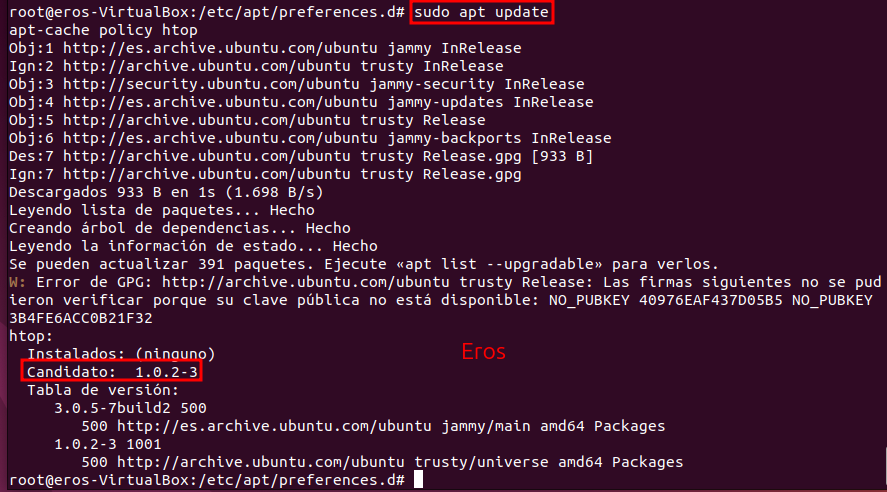 root@eros-VirtualBox:/etc/apt/preferences.d# sudo apt update
apt-cache policy htop
Obj:1 http://es.archive.ubuntu.com/ubuntu jammy InRelease
Ign:2 http://archive.ubuntu.com/ubuntu trusty InRelease
Obj:3 http://security.ubuntu.com/ubuntu jammy-security InRelease
Obj:4 http://es.archive.ubuntu.com/ubuntu jammy-updates InRelease
Obj:5 http://archive.ubuntu.com/ubuntu trusty Release
Obj:6 http://es.archive.ubuntu.com/ubuntu jammy-backports InRelease
Des:7 http://archive.ubuntu.com/ubuntu trusty Release.gpg [933 B]
Ign:7 http://archive.ubuntu.com/ubuntu trusty Release.gpg
Descargados 933 B en 1s (1.698 B/s)
Leyendo lista de paquetes... Hecho
Creando árbol de dependencias... Hecho
Leyendo la información de estado... Hecho
Se pueden actualizar 391 paquetes. Ejecute «apt list --upgradable» para verlos.
W: Error de GPG: http://archive.ubuntu.com/ubuntu trusty Release: Las firmas siguientes no se pud
ieron verificar porque su clave pública no está disponible: NO_PUBKEY 40976EAF437D05B5 NO_PUBKEY
3B4FE6ACC0B21F32
htop:
  Instalados: (ninguno)
Eros
  Candidato:  1.0.2-3
  Tabla de versión:
     3.0.5-7build2 500
        500 http://es.archive.ubuntu.com/ubuntu jammy/main amd64 Packages
     1.0.2-3 1001
        500 http://archive.ubuntu.com/ubuntu trusty/universe amd64 Packages
root@eros-VirtualBox:/etc/apt/preferences.d#